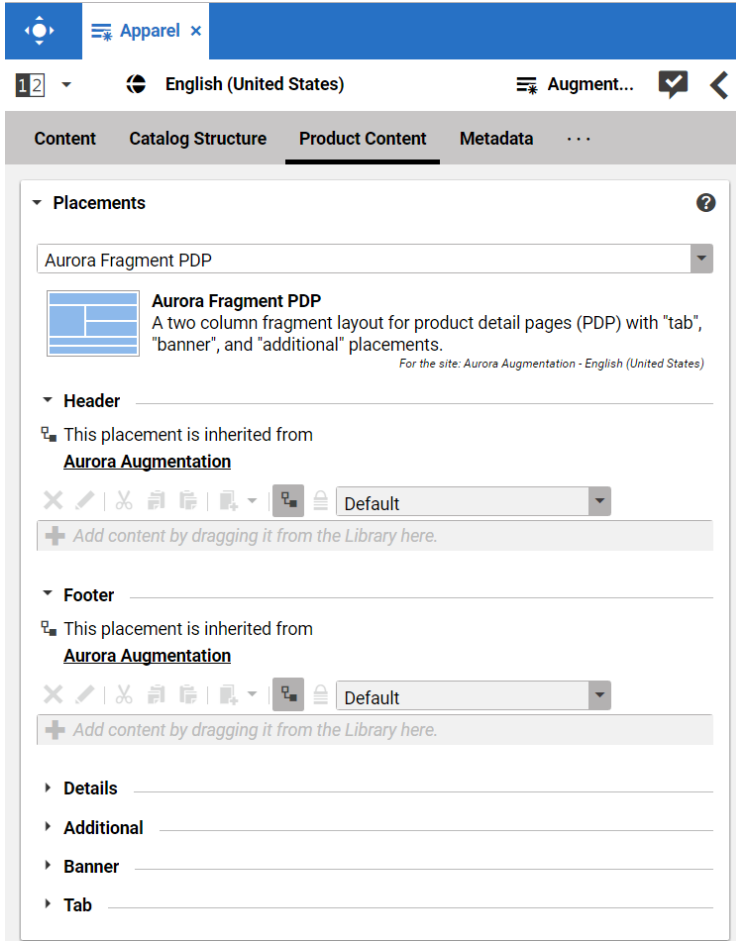 Apparel ×
12 English (United States) Augment...
Content Catalog Structure Product Content Metadata ···
Placements ?
Aurora Fragment PDP
Aurora Fragment PDP
A two column fragment layout for product detail pages (PDP) with "tab",
"banner", and "additional" placements.
For the site: Aurora Augmentation - English (United States)
Header
This placement is inherited from
Aurora Augmentation
Default
Add content by dragging it from the Library here.
Footer
This placement is inherited from
Aurora Augmentation
Default
Add content by dragging it from the Library here.
Details
Additional
Banner
Tab